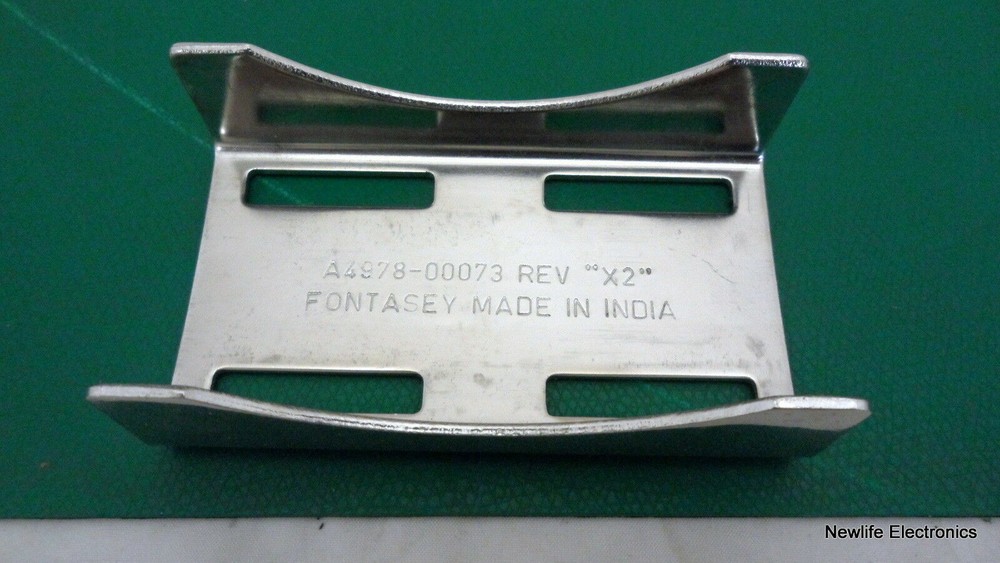 A4978-00073 REV "X2"
FONTASEY MADE IN INDIA
Newlife Electronics